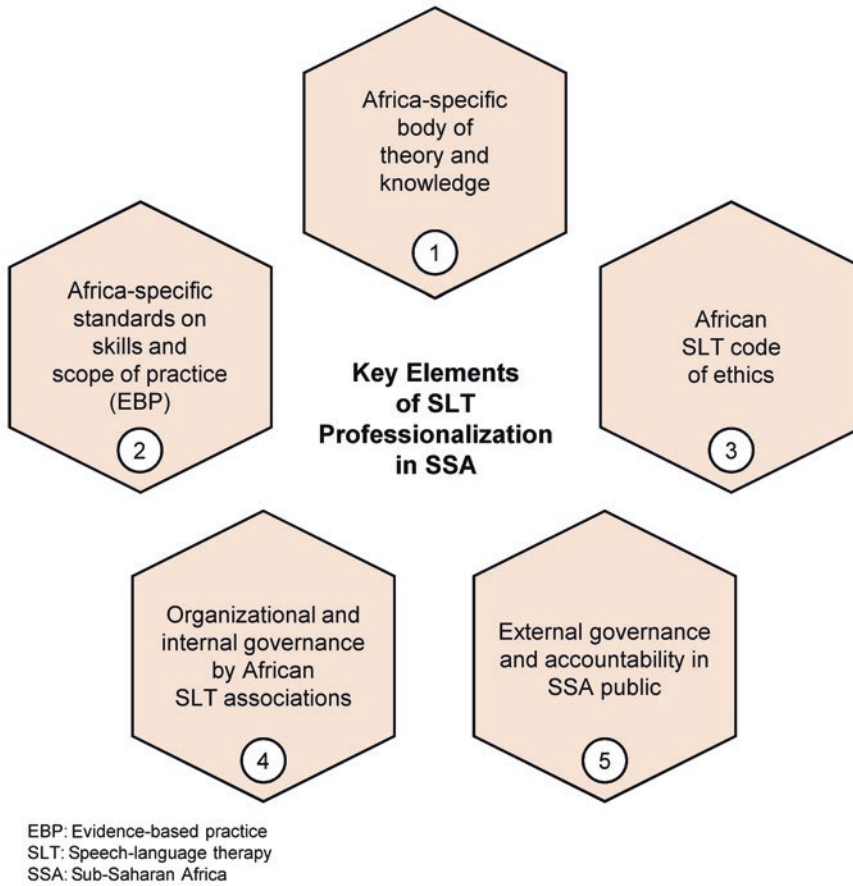 Africa-specific
body of
theory and
knowledge
1
Africa-specific
standards on
skills and
scope of practice
(EBP)
2
Key Elements
of SLT
Professionalization
in SSA
African
SLT code
of ethics
3
Organizational and
internal governance
by African
SLT associations
4
External governance
and accountability in
SSA public
5
EBP: Evidence-based practice
SLT: Speech-language therapy
SSA: Sub-Saharan Africa